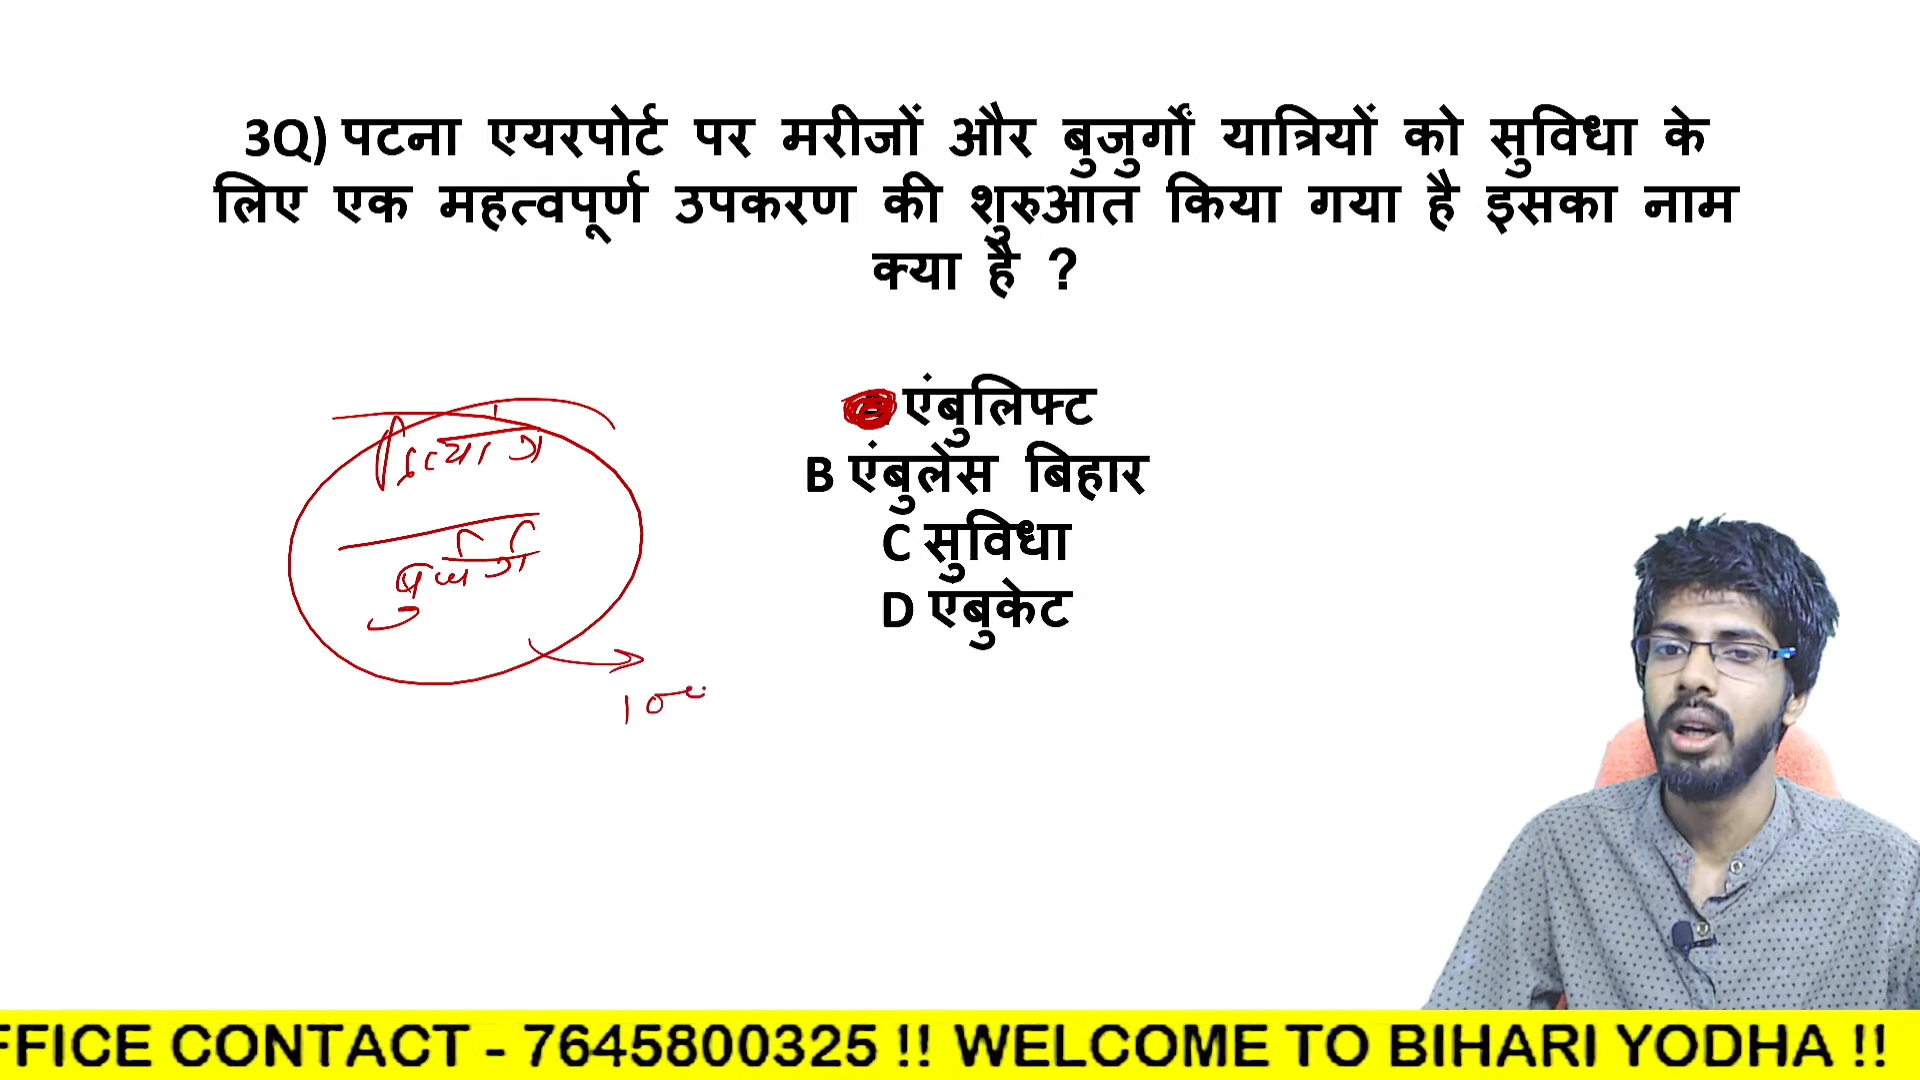 3Q) पटना एयरपोर्ट पर मरीजों और बुजुर्गों यात्रियों को सुविधा के
लिए एक महत्वपूर्ण उपकरण की शुरुआत किया गया है इसका नाम
क्या है ?
एंबुलिफ्ट
B एंबुलेंस बिहार
C सुविधा
D एंबुकेट
दिव्यांग
बुजुर्ग
FFICE CONTACT - 7645800325 !! WELCOME TO BIHARI YODHA !!